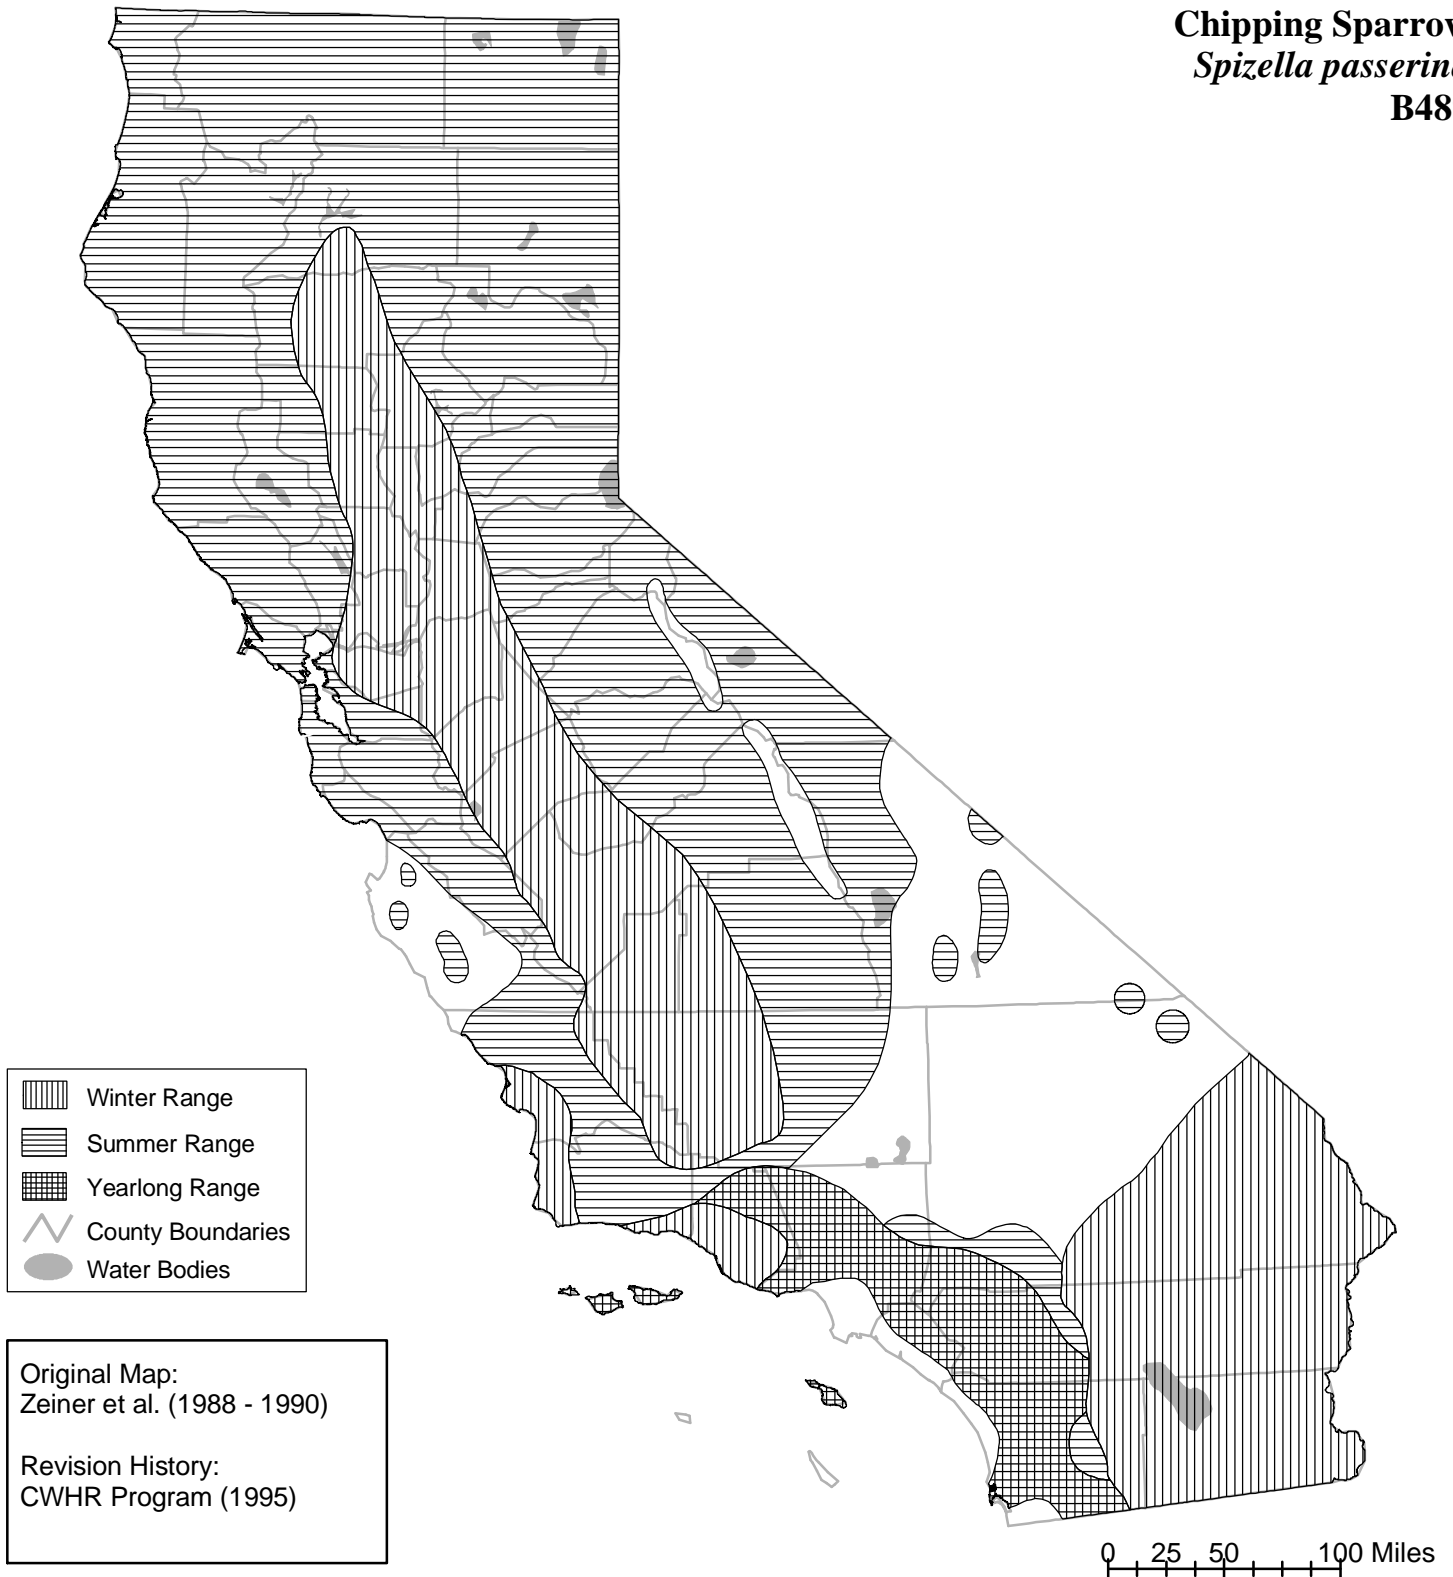 Chipping Sparrow
Spizella passerina
B48
Winter Range
Summer Range
Yearlong Range
County Boundaries
Water Bodies
Original Map:
Zeiner et al. (1988 - 1990)
Revision History:
CWHR Program (1995)
0 25 50 100 Miles